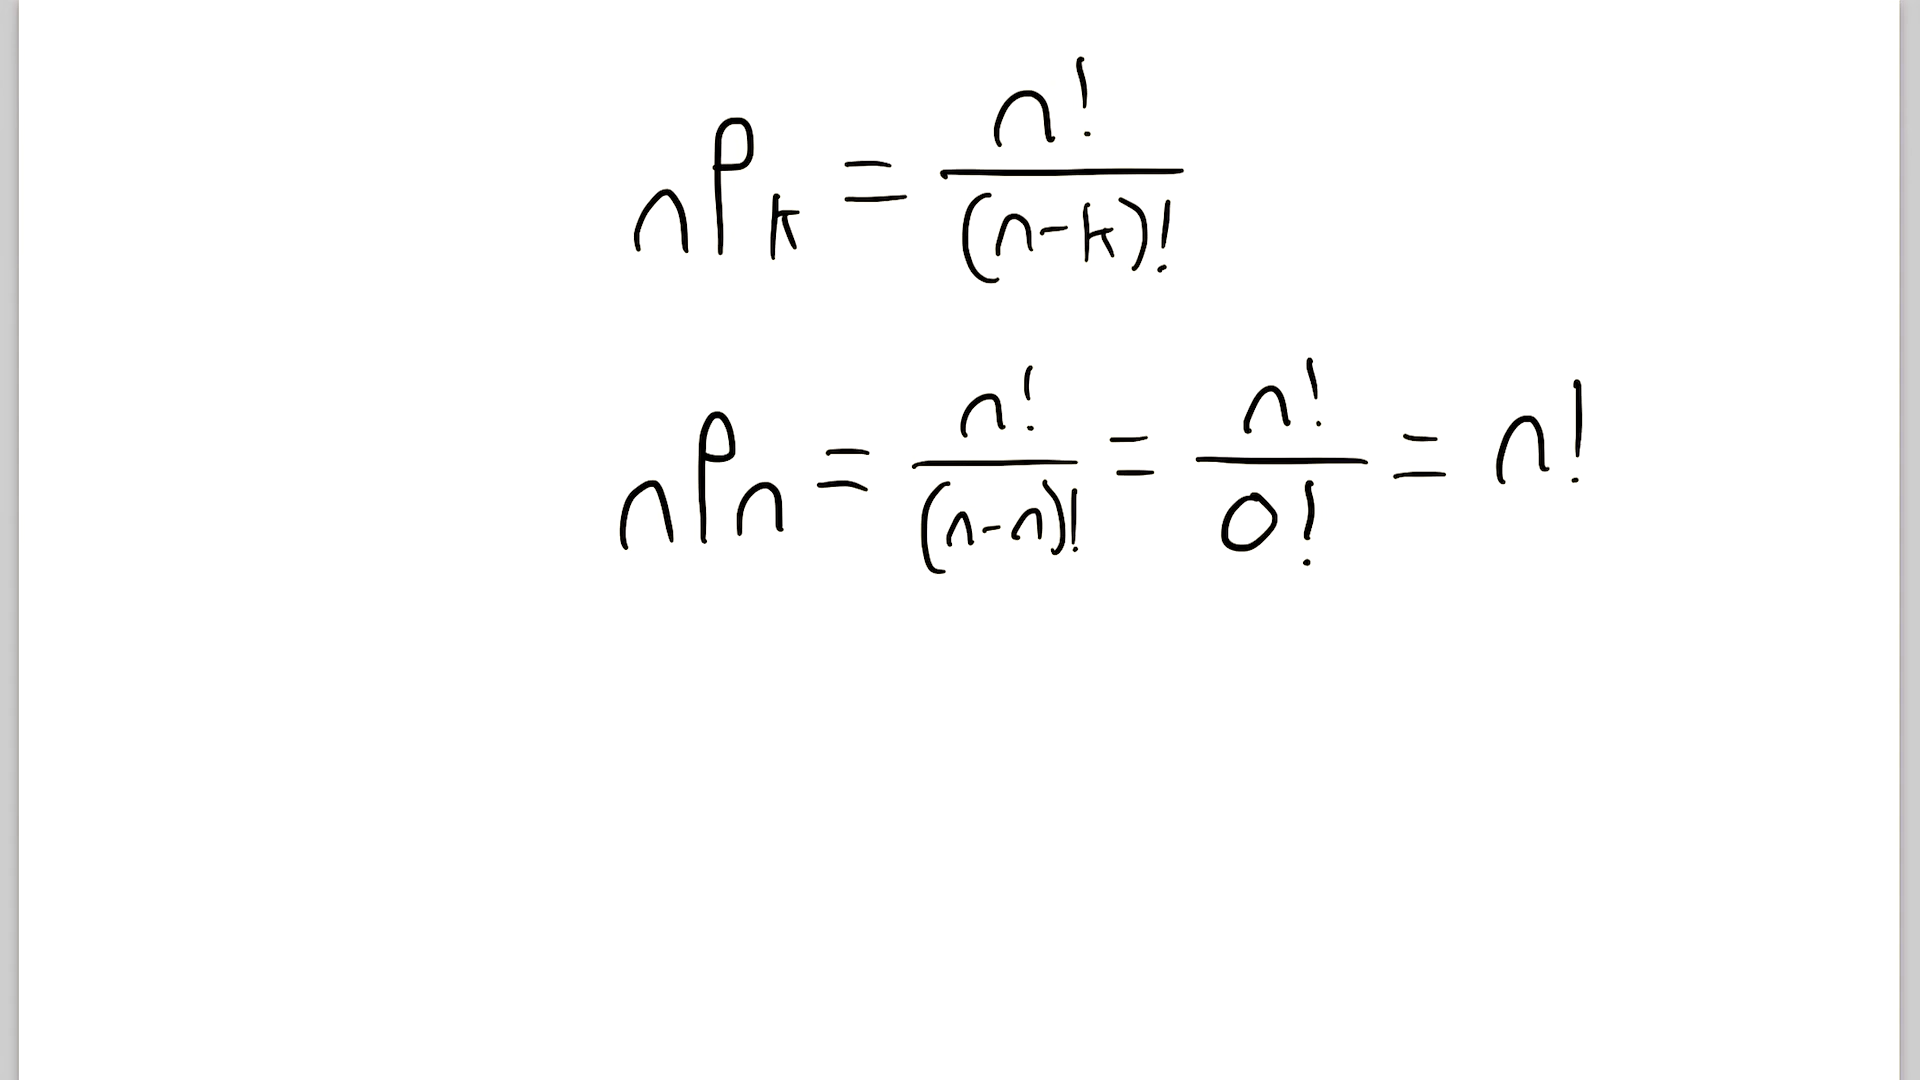 nPk = n!/(n-k)!
nPn = n!/(n-n)! = n!/0! = n!